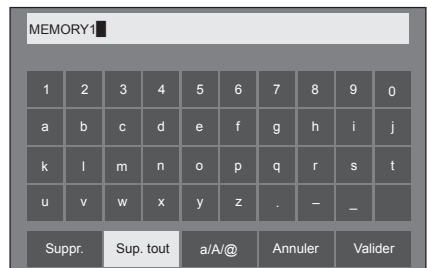 MEMORY1
1 2 3 4 5 6 7 8 9 0
a b c d e f g h i j
k l m n o p q r s t
u v w x y z . – _
Suppr. Sup. tout a/A/@ Annuler Valider